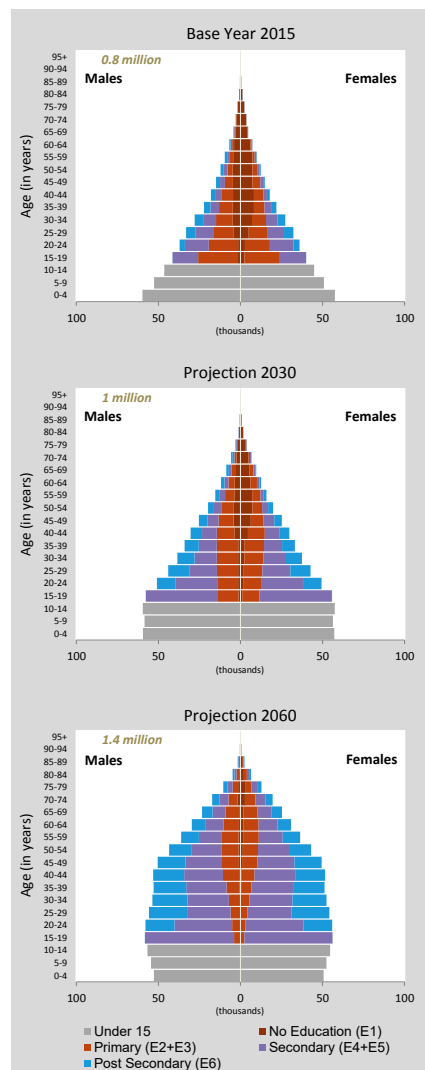 Base Year 2015
0.8 million
Males Females
Age (in years)
95+
90-94
85-89
80-84
75-79
70-74
65-69
60-64
55-59
50-54
45-49
40-44
35-39
30-34
25-29
20-24
15-19
10-14
5-9
0-4
100 50 0 50 100
(thousands)
Projection 2030
1 million
Males Females
Age (in years)
95+
90-94
85-89
80-84
75-79
70-74
65-69
60-64
55-59
50-54
45-49
40-44
35-39
30-34
25-29
20-24
15-19
10-14
5-9
0-4
100 50 0 50 100
(thousands)
Projection 2060
1.4 million
Males Females
Age (in years)
95+
90-94
85-89
80-84
75-79
70-74
65-69
60-64
55-59
50-54
45-49
40-44
35-39
30-34
25-29
20-24
15-19
10-14
5-9
0-4
100 50 0 50 100
(thousands)
Under 15 No Education (E1)
Primary (E2+E3) Secondary (E4+E5)
Post Secondary (E6)